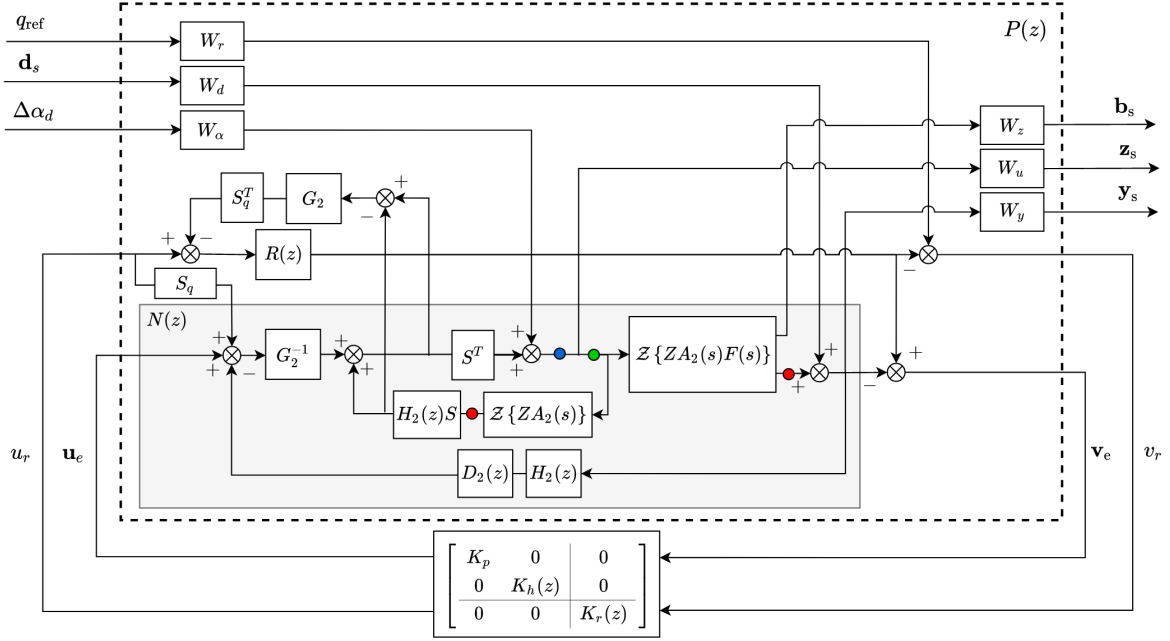 q_ref
W_r
P(z)
d_s
W_d
Δα_d
W_α
W_z
b_s
W_u
z_s
W_y
y_s
S_q^T
G_2
+
−
+
−
R(z)
−
S_q
N(z)
+
+
−
G_2^{-1}
+
+
S^T
+
+
Z{ZA_2(s)F(s)}
+
+
+
−
H_2(z)S
Z{ZA_2(s)}
D_2(z)
H_2(z)
u_r
u_e
v_e
v_r
K_p 0 0
0 K_h(z) 0
0 0 K_r(z)